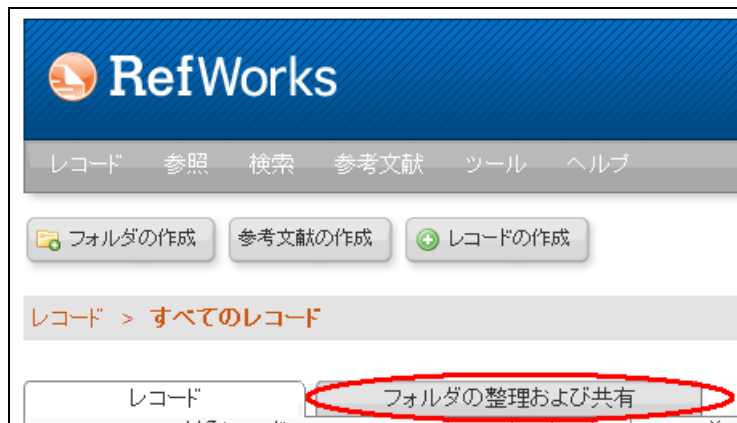 RefWorks
レコード 参照 検索 参考文献 ツール ヘルプ
フォルダの作成 参考文献の作成 レコードの作成
レコード > すべてのレコード
レコード フォルダの整理および共有